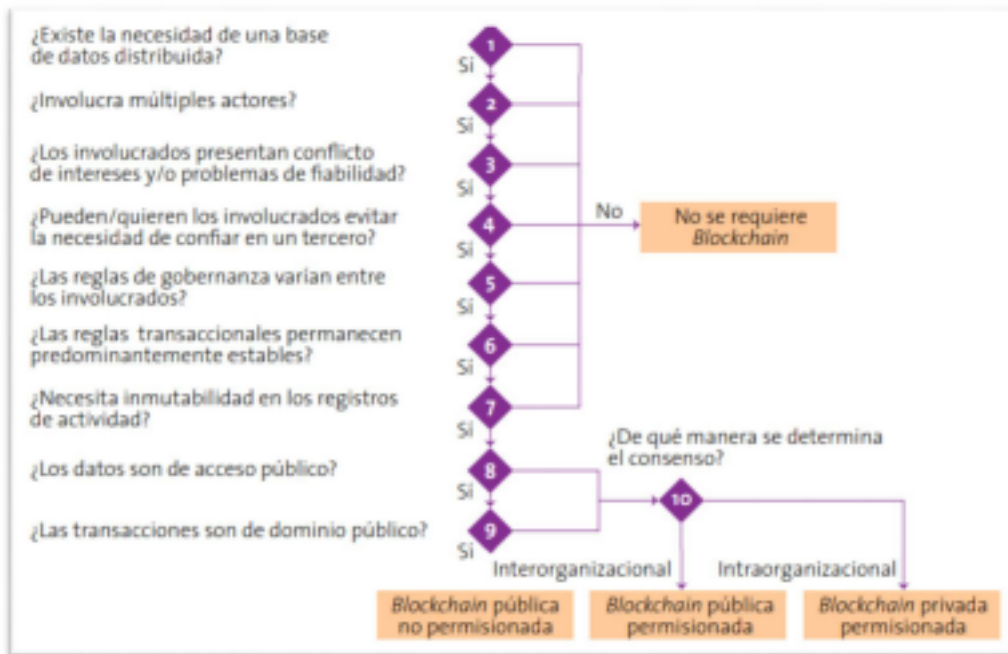 ¿Existe la necesidad de una base
de datos distribuida?
1
Si
¿Involucra múltiples actores?
2
Si
¿Los involucrados presentan conflicto
de intereses y/o problemas de fiabilidad?
3
Si
¿Pueden/quieren los involucrados evitar
la necesidad de confiar en un tercero?
4
No
No se requiere
Blockchain
Si
¿Las reglas de gobernanza varían entre
los involucrados?
5
Si
¿Las reglas transaccionales permanecen
predominantemente estables?
6
Si
¿Necesita inmutabilidad en los registros
de actividad?
7
Si
¿De qué manera se determina
el consenso?
¿Los datos son de acceso público?
8
Si
10
¿Las transacciones son de dominio público?
9
Si
Interorganizacional
Intraorganizacional
Blockchain pública
no permisionada
Blockchain pública
permisionada
Blockchain privada
permisionada